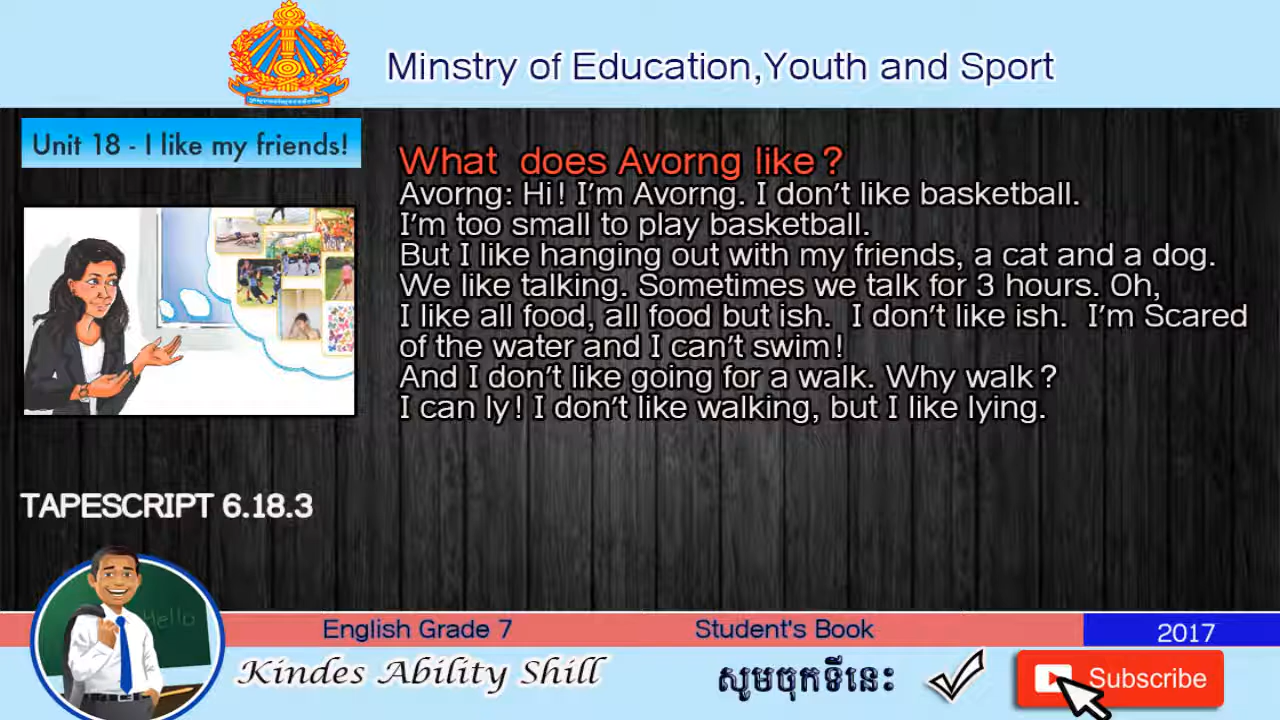 Minstry of Education,Youth and Sport
Unit 18 - I like my friends!
What does Avorng like?
Avorng: Hi! I'm Avorng. I don't like basketball.
I'm too small to play basketball.
But I like hanging out with my friends, a cat and a dog.
We like talking. Sometimes we talk for 3 hours. Oh,
I like all food, all food but ish. I don't like ish. I'm Scared
of the water and I can't swim!
And I don't like going for a walk. Why walk?
I can ly! I don't like walking, but I like lying.
TAPESCRIPT 6.18.3
Hello
English Grade 7
Student's Book
2017
Kindes Ability Shill
សូមចុកទីនេះ
Subscribe